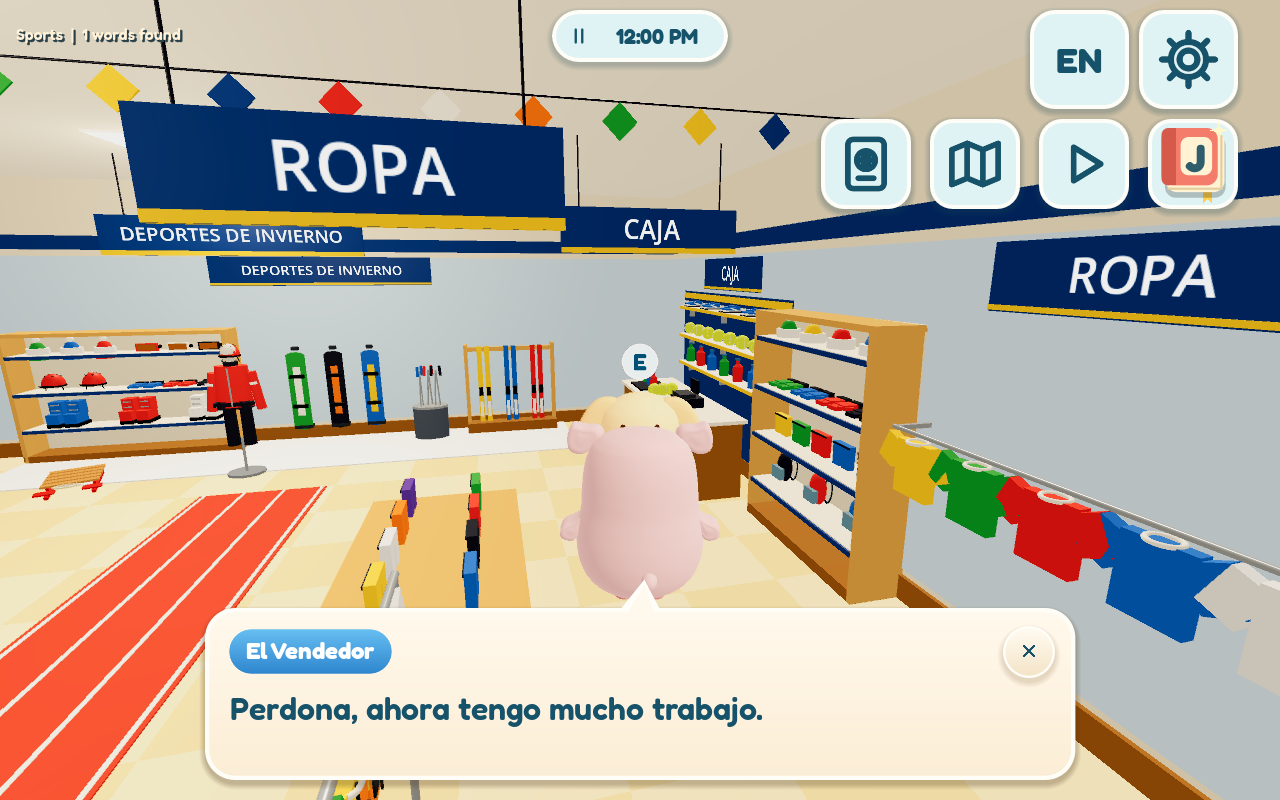 Sports | 1 words found
12:00 PM
EN
J
ROPA
DEPORTES DE INVIERNO
CAJA
DEPORTES DE INVIERNO
CAJA
ROPA
E
El Vendedor
Perdona, ahora tengo mucho trabajo.